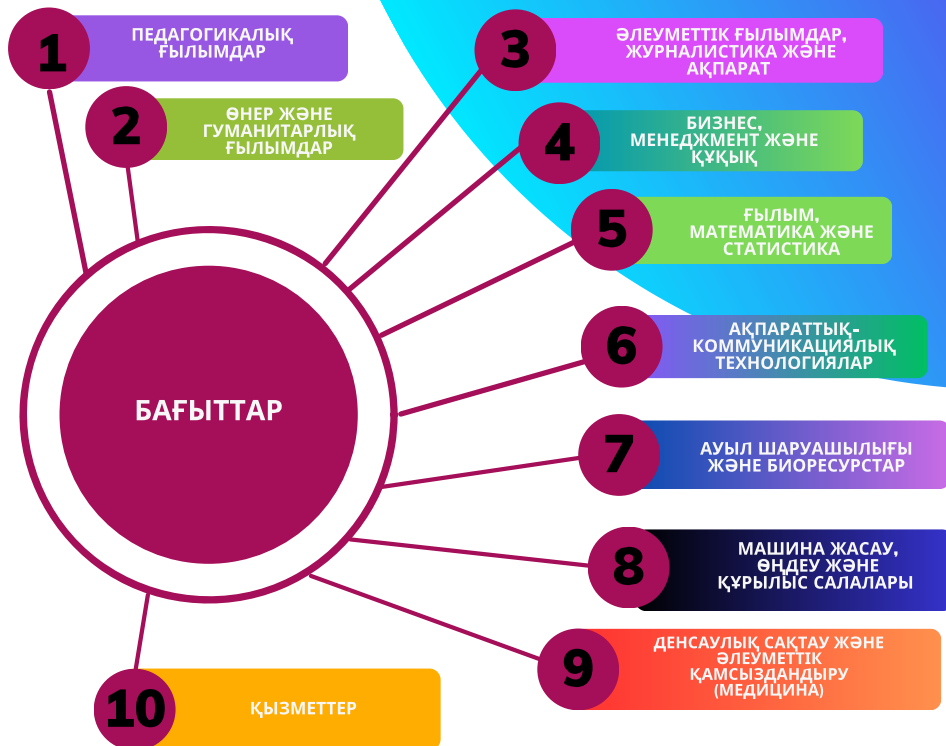 1
ПЕДАГОГИКАЛЫҚ
ҒЫЛЫМДАР
2
ӨНЕР ЖӘНЕ
ГУМАНИТАРЛЫҚ
ҒЫЛЫМДАР
3
ӘЛЕУМЕТТІК ҒЫЛЫМДАР,
ЖУРНАЛИСТИКА ЖӘНЕ
АҚПАРАТ
4
БИЗНЕС,
МЕНЕДЖМЕНТ ЖӘНЕ
ҚҰҚЫҚ
5
ҒЫЛЫМ,
МАТЕМАТИКА ЖӘНЕ
СТАТИСТИКА
6
АҚПАРАТТЫҚ-
КОММУНИКАЦИЯЛЫҚ
ТЕХНОЛОГИЯЛАР
БАҒЫТТАР
7
АУЫЛ ШАРУАШЫЛЫҒЫ
ЖӘНЕ БИОРЕСУРСТАР
8
МАШИНА ЖАСАУ,
ӨҢДЕУ ЖӘНЕ
ҚҰРЫЛЫС САЛАЛАРЫ
9
ДЕНСАУЛЫҚ САҚТАУ ЖӘНЕ
ӘЛЕУМЕТТІК
ҚАМСЫЗДАНДЫРУ
(МЕДИЦИНА)
10
ҚЫЗМЕТТЕР